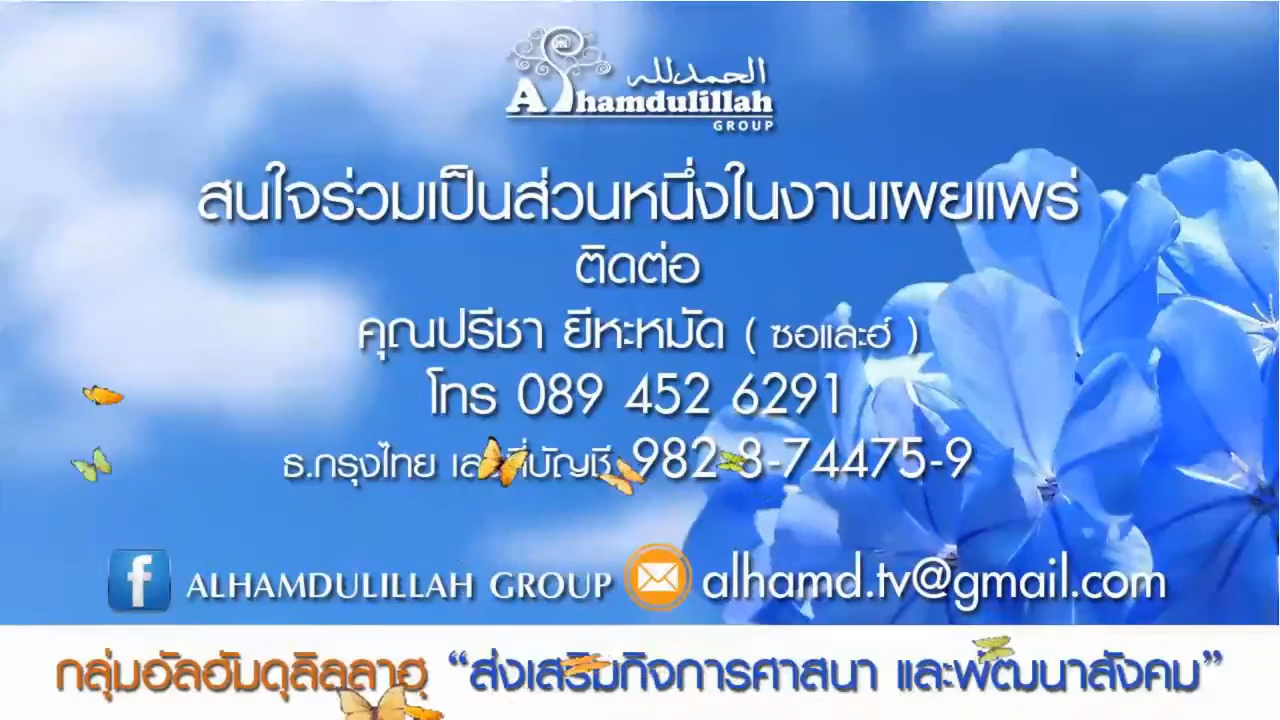 الحمدلله
Alhamdulillah
GROUP
สนใจร่วมเป็นส่วนหนึ่งในงานเผยแพร่
ติดต่อ
คุณปรีชา ยีหะหมัด ( ซอและฮ์ )
โทร 089 452 6291
ธ.กรุงไทย เลขที่บัญชี 982-8-74475-9
f ALHAMDULILLAH GROUP alhamd.tv@gmail.com
กลุ่มอัลฮัมดุลิลลาฮฺ “ส่งเสริมกิจการศาสนา และพัฒนาสังคม”